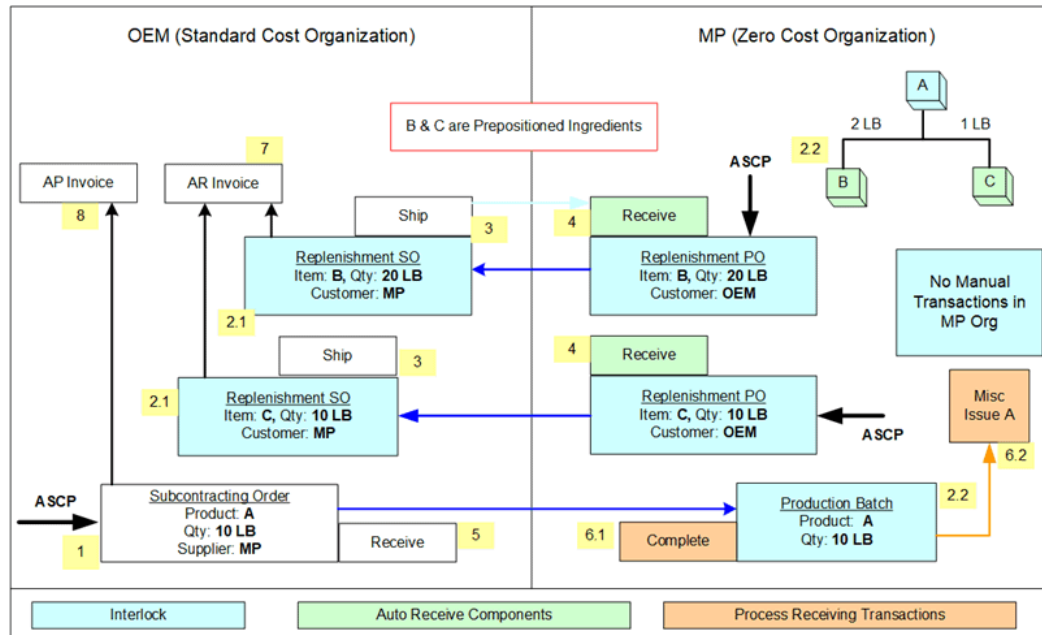 OEM (Standard Cost Organization)
MP (Zero Cost Organization)
A
2 LB
1 LB
B & C are Prepositioned Ingredients
7
2.2
ASCP
B
C
AP Invoice
AR Invoice
8
Ship
3
4
Receive
Replenishment SO
Item: B, Qty: 20 LB
Customer: MP
Replenishment PO
Item: B, Qty: 20 LB
Customer: OEM
No Manual
Transactions in
MP Org
2.1
Ship
3
4
Receive
2.1
Replenishment SO
Item: C, Qty: 10 LB
Customer: MP
Replenishment PO
Item: C, Qty: 10 LB
Customer: OEM
Misc
Issue A
ASCP
6.2
ASCP
1
Subcontracting Order
Product: A
Qty: 10 LB
Supplier: MP
Receive
5
6.1
Complete
Production Batch
Product: A
Qty: 10 LB
2.2
Interlock
Auto Receive Components
Process Receiving Transactions